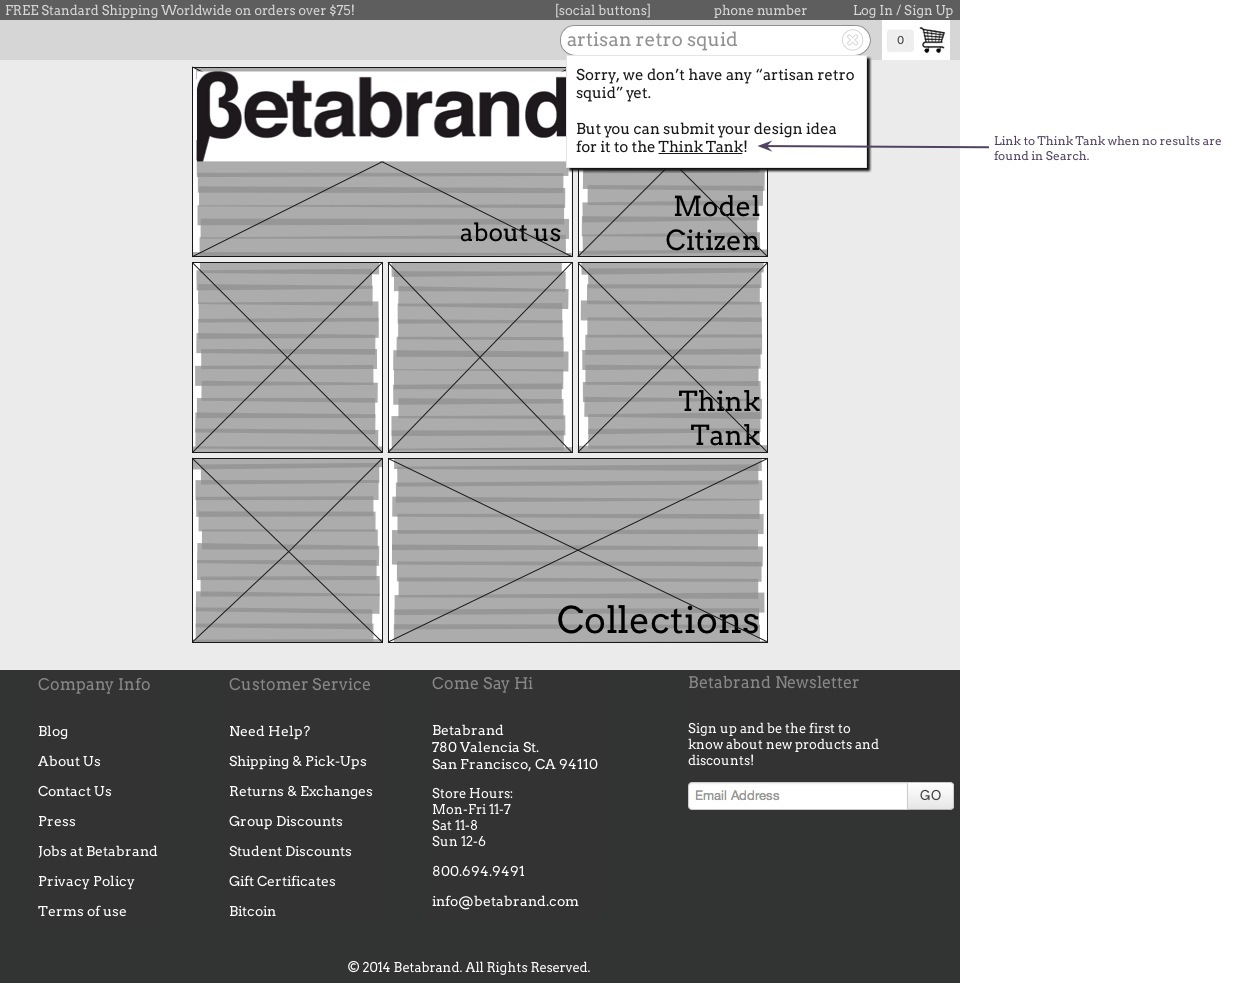 FREE Standard Shipping Worldwide on orders over $75!
[social buttons]
phone number
Log In / Sign Up
artisan retro squid
0
Sorry, we don't have any “artisan retro
squid” yet.
But you can submit your design idea
for it to the Think Tank!
Link to Think Tank when no results are
found in Search.
βetabrand
about us
Model
Citizen
Think
Tank
Collections
Company Info
Blog
About Us
Contact Us
Press
Jobs at Betabrand
Privacy Policy
Terms of use
Customer Service
Need Help?
Shipping & Pick-Ups
Returns & Exchanges
Group Discounts
Student Discounts
Gift Certificates
Bitcoin
Come Say Hi
Betabrand
780 Valencia St.
San Francisco, CA 94110
Store Hours:
Mon-Fri 11-7
Sat 11-8
Sun 12-6
800.694.9491
info@betabrand.com
Betabrand Newsletter
Sign up and be the first to
know about new products and
discounts!
Email Address
GO
© 2014 Betabrand. All Rights Reserved.